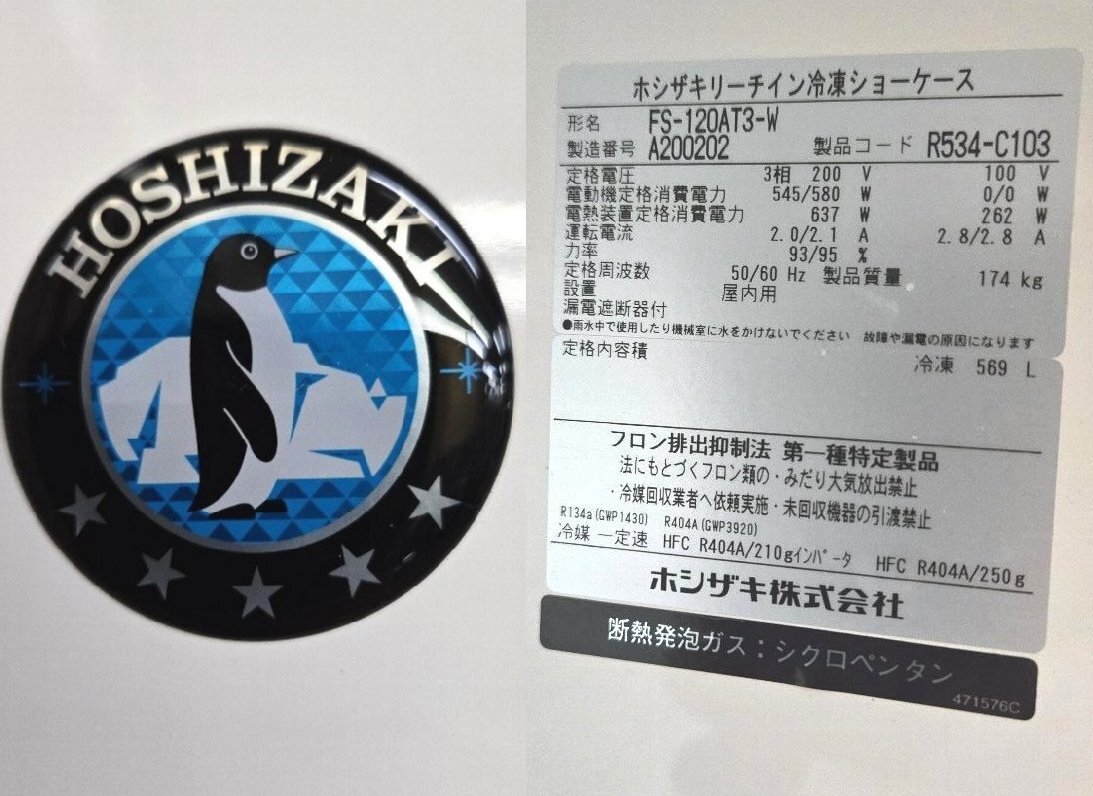 HOSHIZAKI
ホシザキリーチイン冷凍ショーケース
形名 FS-120AT3-W
製造番号 A200202 製品コード R534-C103
定格電圧 3相 200 V 100 V
電動機定格消費電力 545/580 W 0/0 W
電熱装置定格消費電力 637 W 262 W
運転電流 2.0/2.1 A 2.8/2.8 A
力率 93/95 %
定格周波数 50/60 Hz 製品質量 174 kg
設置 屋内用
漏電遮断器付
●雨水中で使用したり機械室に水をかけないでください 故障や漏電の原因になります
定格内容積 冷凍 569 L
フロン排出抑制法 第一種特定製品
法にもとづくフロン類の・みだり大気放出禁止
・冷媒回収業者へ依頼実施・未回収機器の引渡禁止
R134a(GWP1430) R404A(GWP3920)
冷媒 一定速 HFC R404A/210gインバータ HFC R404A/250g
ホシザキ株式会社
断熱発泡ガス：シクロペンタン
471576C